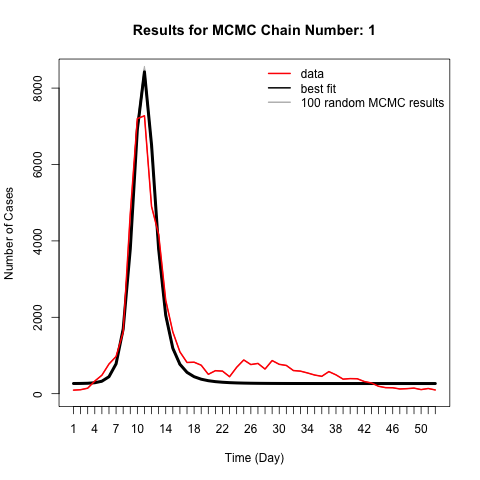 Results for MCMC Chain Number: 1
data
best fit
100 random MCMC results
Number of Cases
8000
6000
4000
2000
0
1 4 7 10 14 18 22 26 30 34 38 42 46 50
Time (Day)